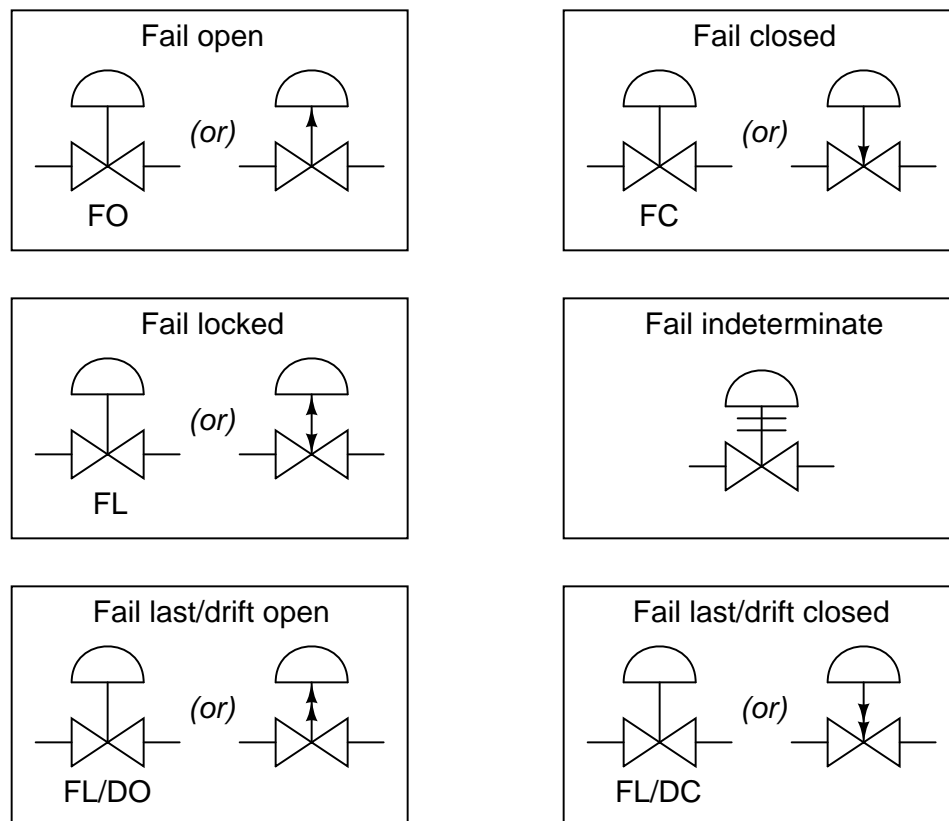 Fail open
(or)
FO
Fail closed
(or)
FC
Fail locked
(or)
FL
Fail indeterminate
Fail last/drift open
(or)
FL/DO
Fail last/drift closed
(or)
FL/DC